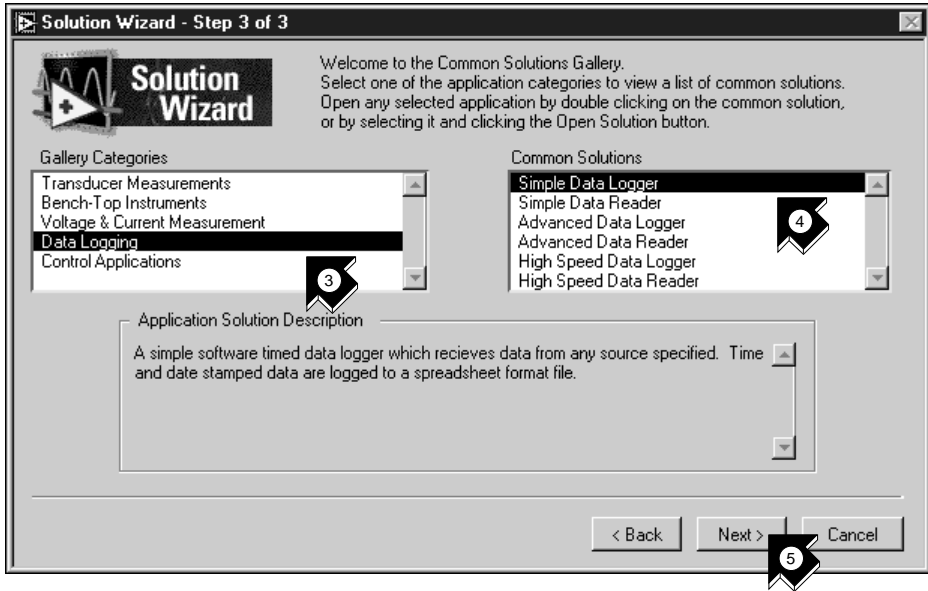 Solution Wizard - Step 3 of 3
Solution
Wizard
Welcome to the Common Solutions Gallery.
Select one of the application categories to view a list of common solutions.
Open any selected application by double clicking on the common solution,
or by selecting it and clicking the Open Solution button.
Gallery Categories
Transducer Measurements
Bench-Top Instruments
Voltage & Current Measurement
Data Logging
Control Applications
3
Common Solutions
Simple Data Logger
Simple Data Reader
Advanced Data Logger
Advanced Data Reader
High Speed Data Logger
High Speed Data Reader
4
Application Solution Description
A simple software timed data logger which recieves data from any source specified.  Time
and date stamped data are logged to a spreadsheet format file.
< Back
Next >
Cancel
5